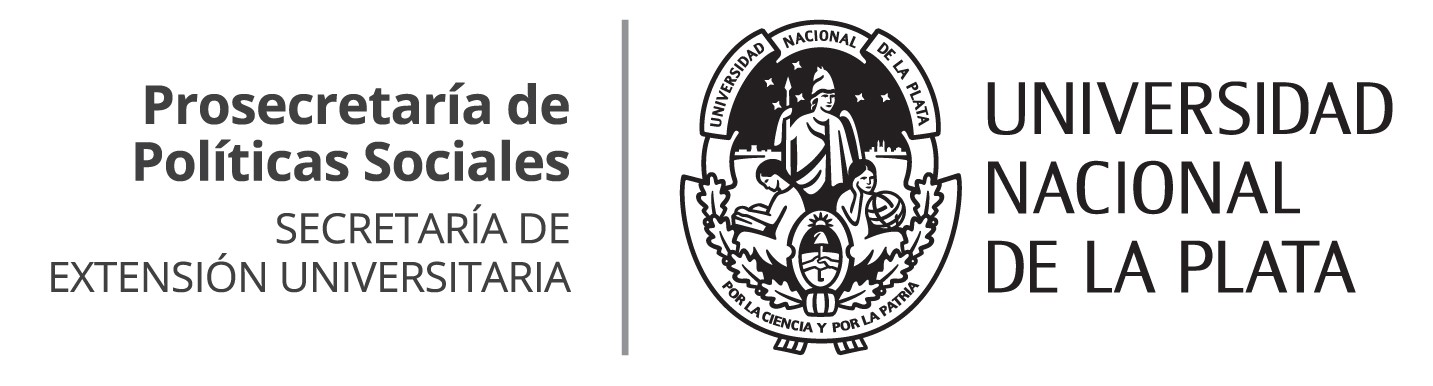 Prosecretaría de
Políticas Sociales
SECRETARÍA DE
EXTENSIÓN UNIVERSITARIA
UNIVERSIDAD NACIONAL DE LA PLATA
POR LA CIENCIA Y POR LA PATRIA
UNIVERSIDAD
NACIONAL
DE LA PLATA